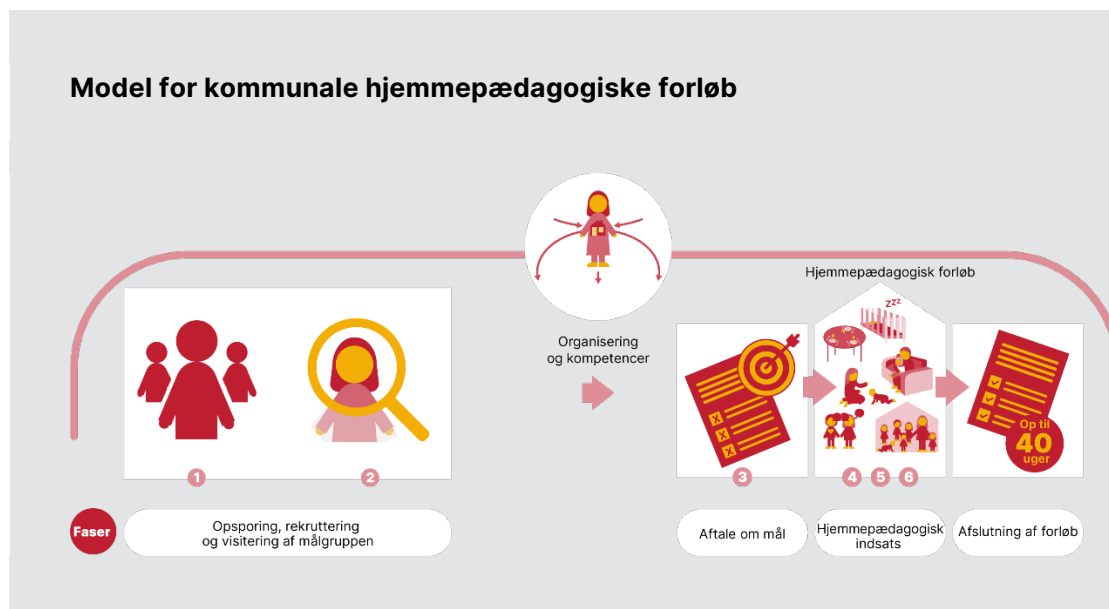 Model for kommunale hjemmepædagogiske forløb
Organisering
og kompetencer
Hjemmepædagogisk forløb
zzz
Op til
40
uger
1
2
3
4
5
6
Faser
Opsporing, rekruttering
og visitering af målgruppen
Aftale om mål
Hjemmepædagogisk
indsats
Afslutning af forløb